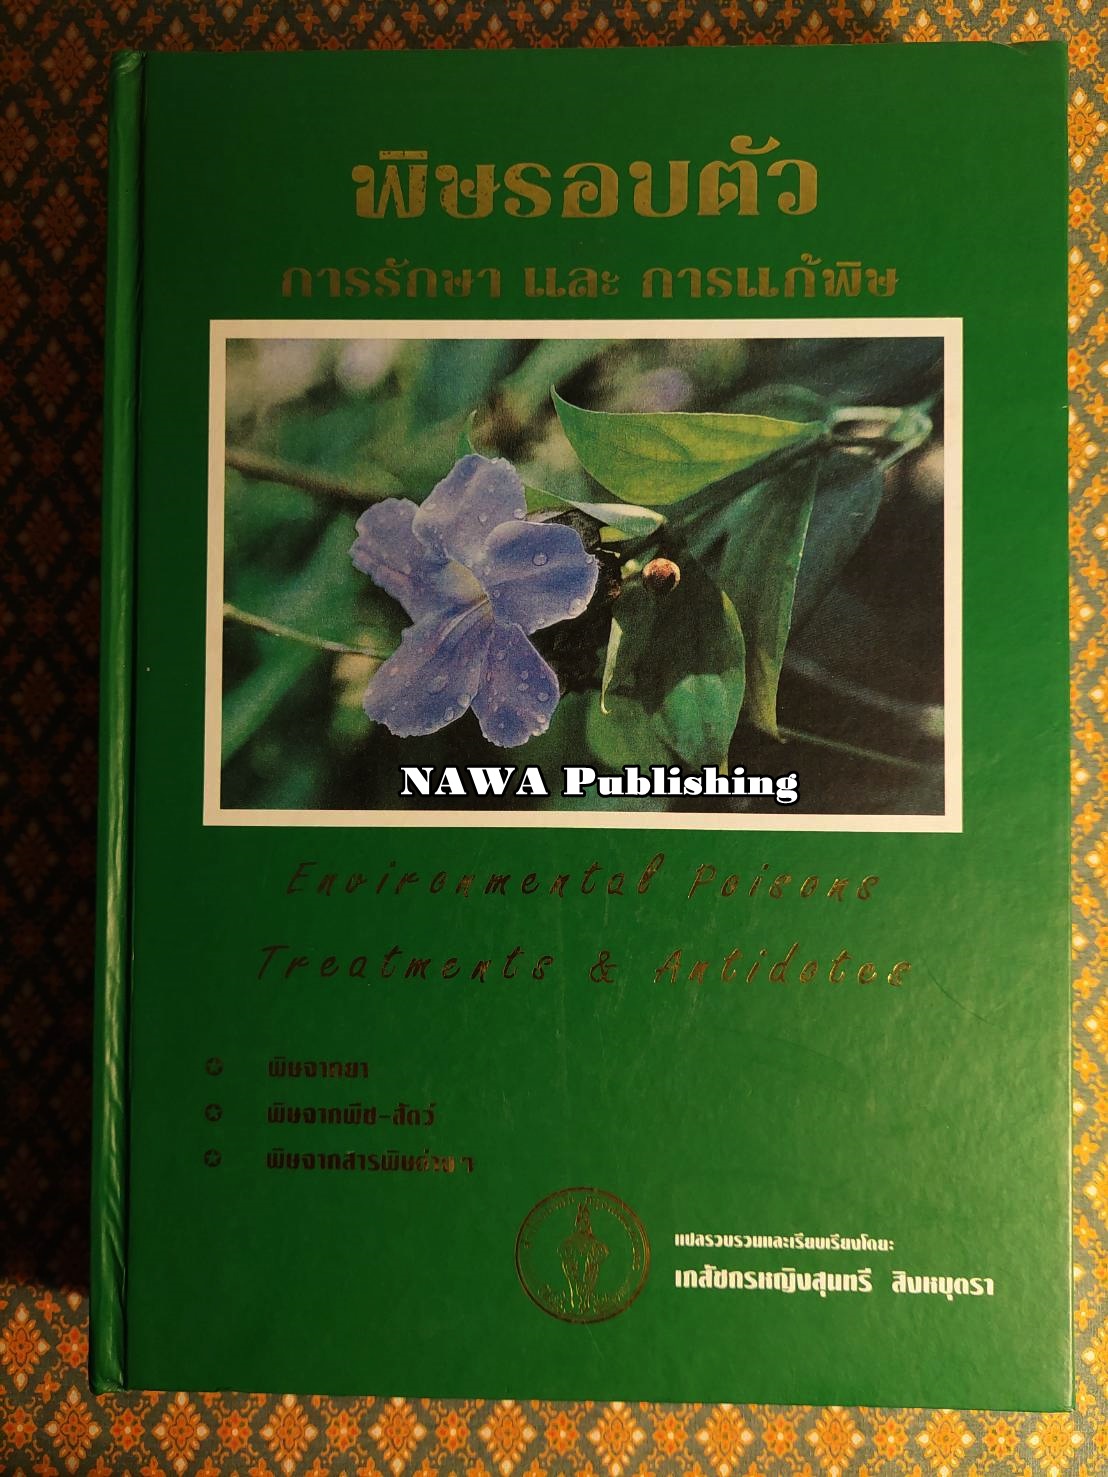 พิษรอบตัว
การรักษา และ การแก้พิษ
NAWA Publishing
Environmental Poisons
Treatments & Antidotes
พิษจากยา
พิษจากพืช-สัตว์
พิษจากสารพิษต่าง ๆ
แปลรวบรวมและเรียบเรียงโดย:
เภสัชกรหญิงสุนทรี สิงหบุตรา